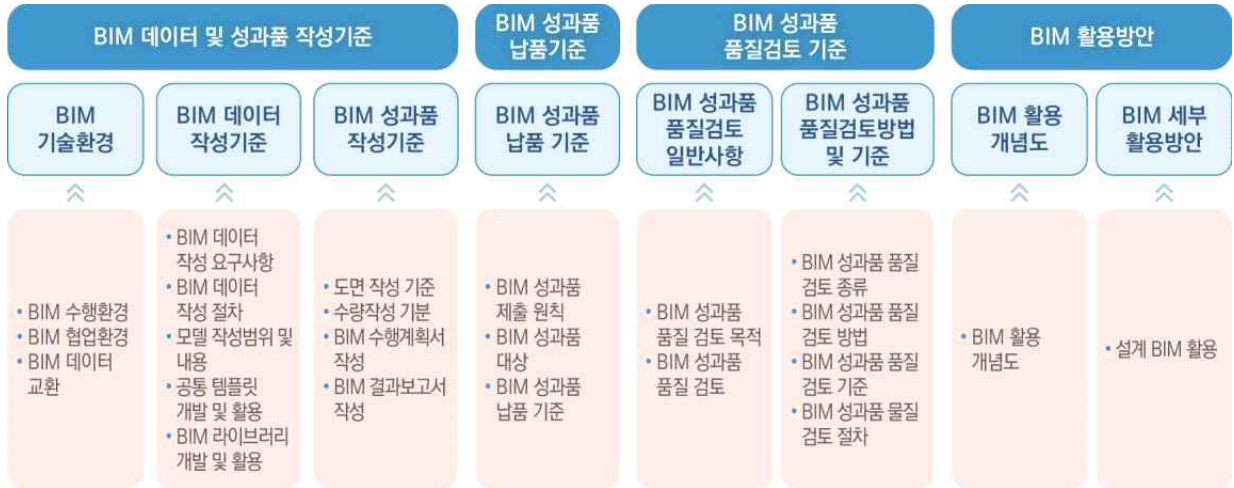 BIM 데이터 및 성과품 작성기준
BIM 성과품
납품기준
BIM 성과품
품질검토 기준
BIM 활용방안
BIM
기술환경
BIM 데이터
작성기준
BIM 성과품
작성기준
BIM 성과품
납품 기준
BIM 성과품
품질검토
일반사항
BIM 성과품
품질검토방법
및 기준
BIM 활용
개념도
BIM 세부
활용방안
• BIM 수행환경
• BIM 협업환경
• BIM 데이터
교환
• BIM 데이터
작성 요구사항
• BIM 데이터
작성 절차
• 모델 작성범위 및
내용
• 공통 템플릿
개발 및 활용
• BIM 라이브러리
개발 및 활용
• 도면 작성 기준
• 수량작성 기분
• BIM 수행계획서
작성
• BIM 결과보고서
작성
• BIM 성과품
제출 원칙
• BIM 성과품
대상
• BIM 성과품
납품 기준
• BIM 성과품
품질 검토 목적
• BIM 성과품
품질 검토
• BIM 성과품 품질
검토 종류
• BIM 성과품 품질
검토 방법
• BIM 성과품 품질
검토 기준
• BIM 성과품 물질
검토 절차
• BIM 활용
개념도
• 설계 BIM 활용